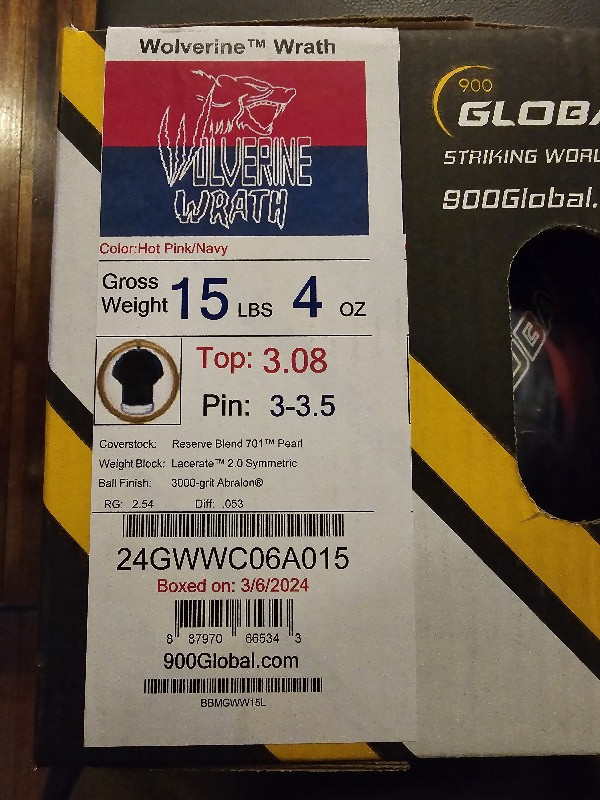 Wolverine™ Wrath
WOLVERINE
WRATH
Color:Hot Pink/Navy
Gross Weight 15 LBS 4 OZ
Top: 3.08
Pin: 3-3.5
Coverstock: Reserve Blend 701™ Pearl
Weight Block: Lacerate™ 2.0 Symmetric
Ball Finish: 3000-grit Abralon®
RG: 2.54 Diff: .053
24GWWC06A015
Boxed on: 3/6/2024
8 37970 66534 3
900Global.com
BBMGWW15L
900
GLOBA
STRIKING WORL
900Global.